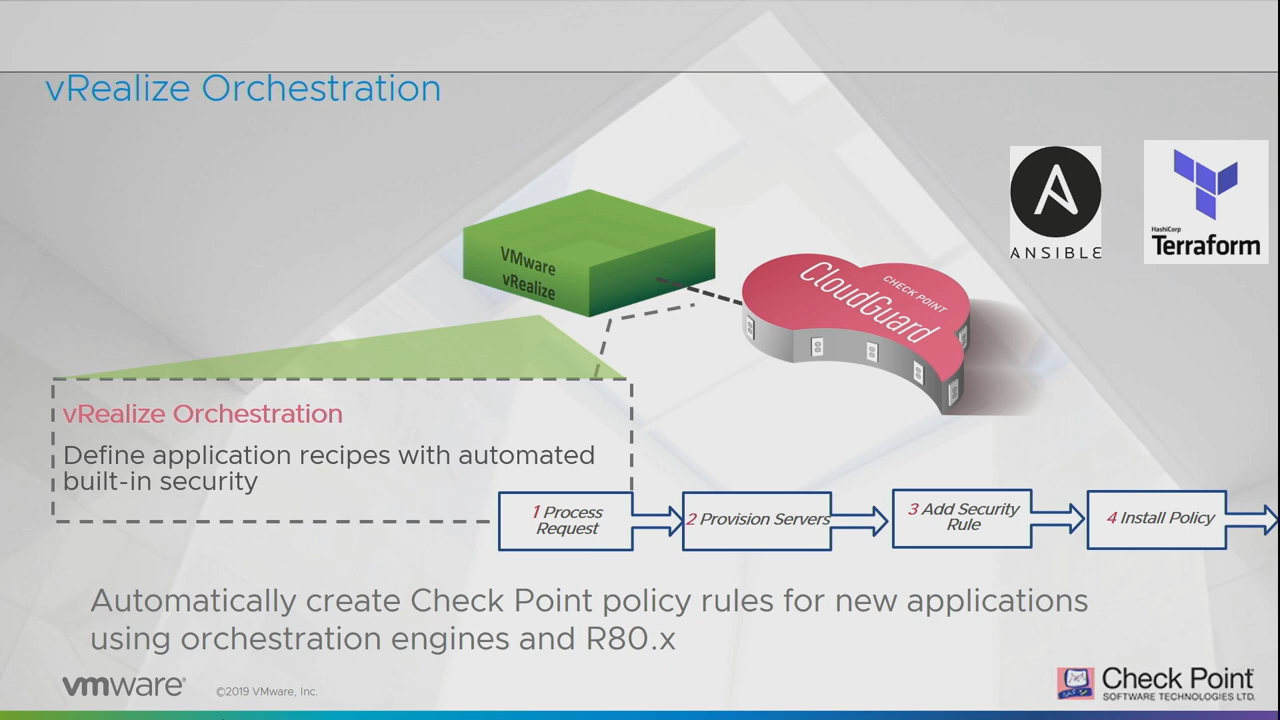 vRealize Orchestration
ANSIBLE
HashiCorp
Terraform
VMware
vRealize
CHECK POINT
CloudGuard
vRealize Orchestration
Define application recipes with automated
built-in security
1 Process
Request
2 Provision Servers
3 Add Security
Rule
4 Install Policy
Automatically create Check Point policy rules for new applications
using orchestration engines and R80.x
vmware®
©2019 VMware, Inc.
Check Point
SOFTWARE TECHNOLOGIES LTD.